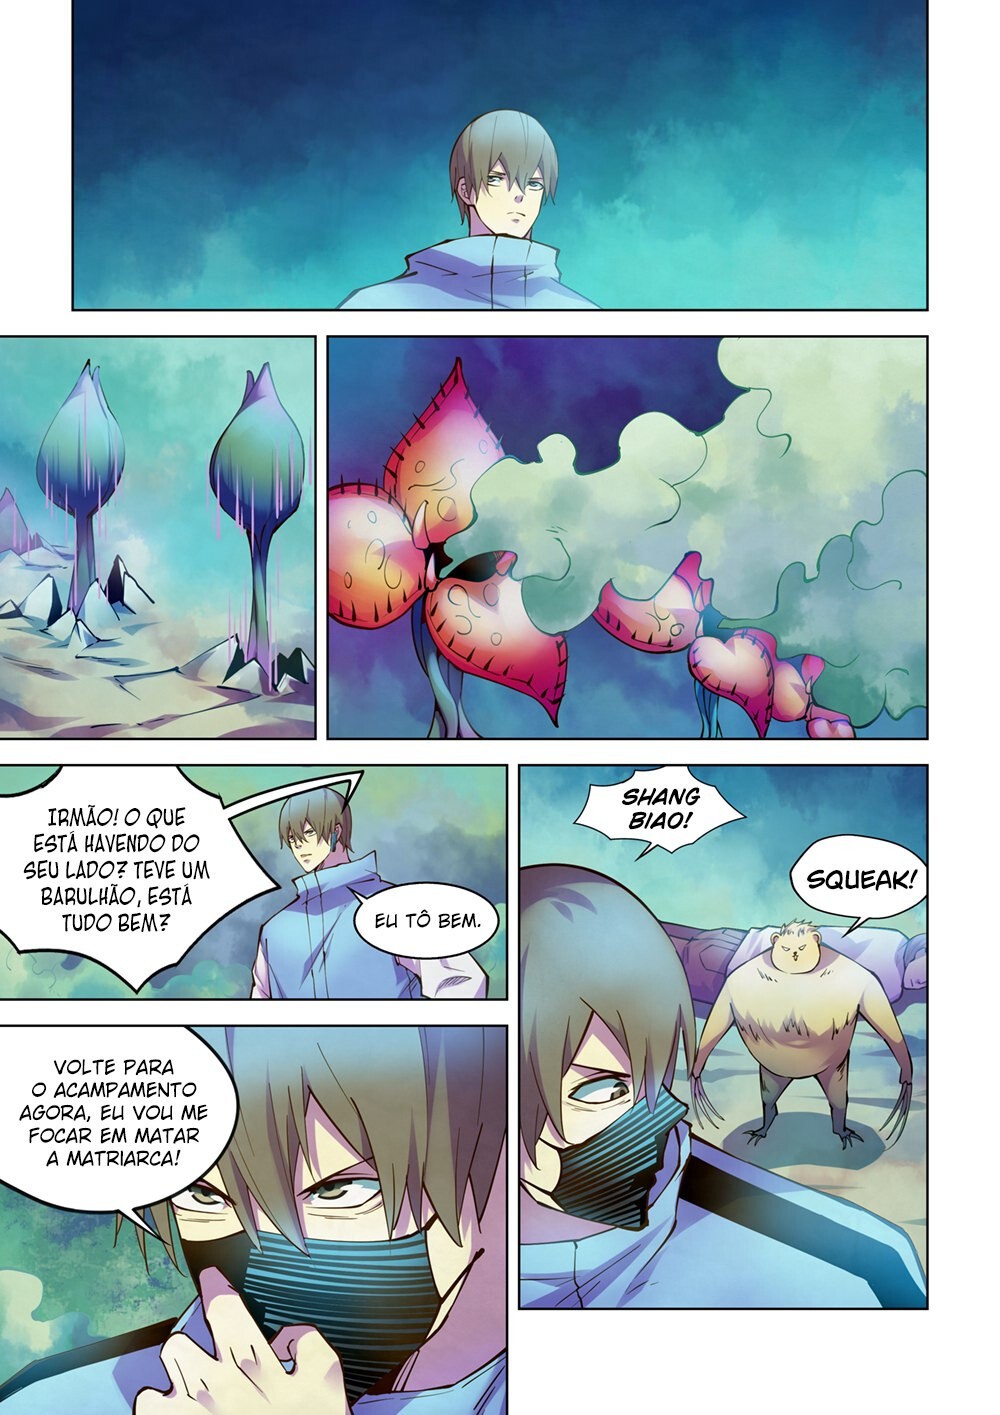 IRMÃO! O QUE
ESTÁ HAVENDO DO
SEU LADO? TEVE UM
BARULHÃO, ESTÁ
TUDO BEM?
EU TÔ BEM.
SHANG
BIAO!
SQUEAK!
VOLTE PARA
O ACAMPAMENTO
AGORA, EU VOU ME
FOCAR EM MATAR
A MATRIARCA!